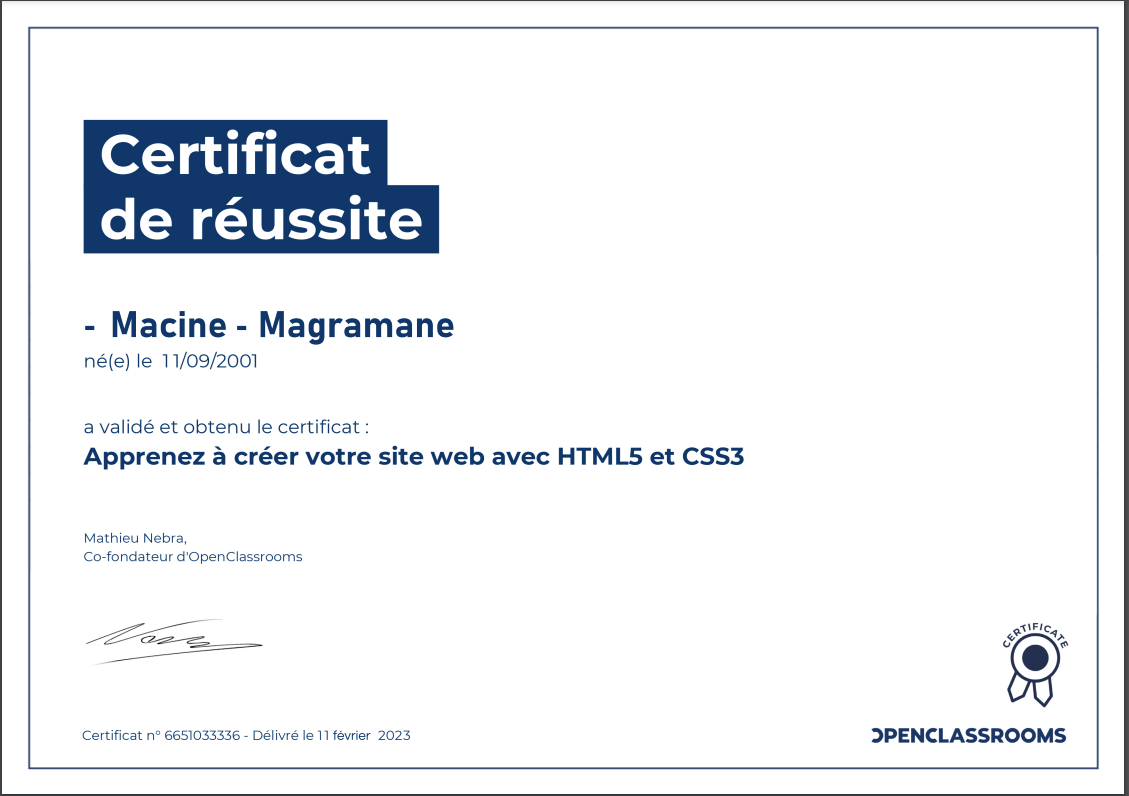 Certificat
de réussite
- Macine - Magramane
né(e) le 11/09/2001
a validé et obtenu le certificat :
Apprenez à créer votre site web avec HTML5 et CSS3
Mathieu Nebra,
Co-fondateur d'OpenClassrooms
CERTIFICATE
Certificat n° 6651033336 - Délivré le 11 février 2023
OPENCLASSROOMS